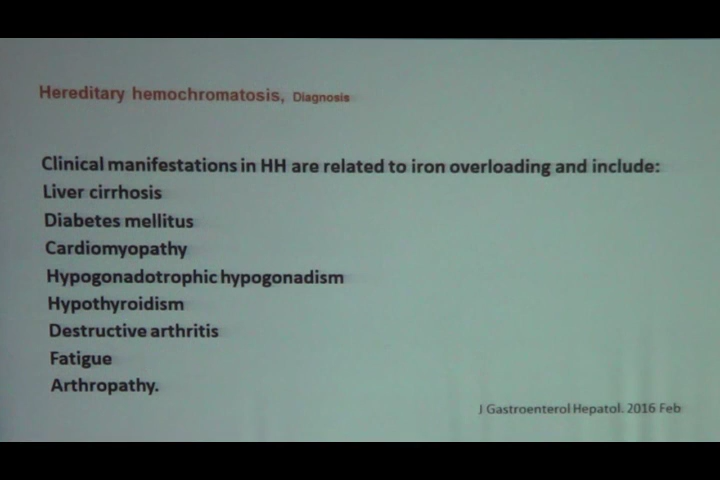 Hereditary hemochromatosis, Diagnosis
Clinical manifestations in HH are related to iron overloading and include:
Liver cirrhosis
Diabetes mellitus
Cardiomyopathy
Hypogonadotrophic hypogonadism
Hypothyroidism
Destructive arthritis
Fatigue
Arthropathy.
J Gastroenterol Hepatol. 2016 Feb